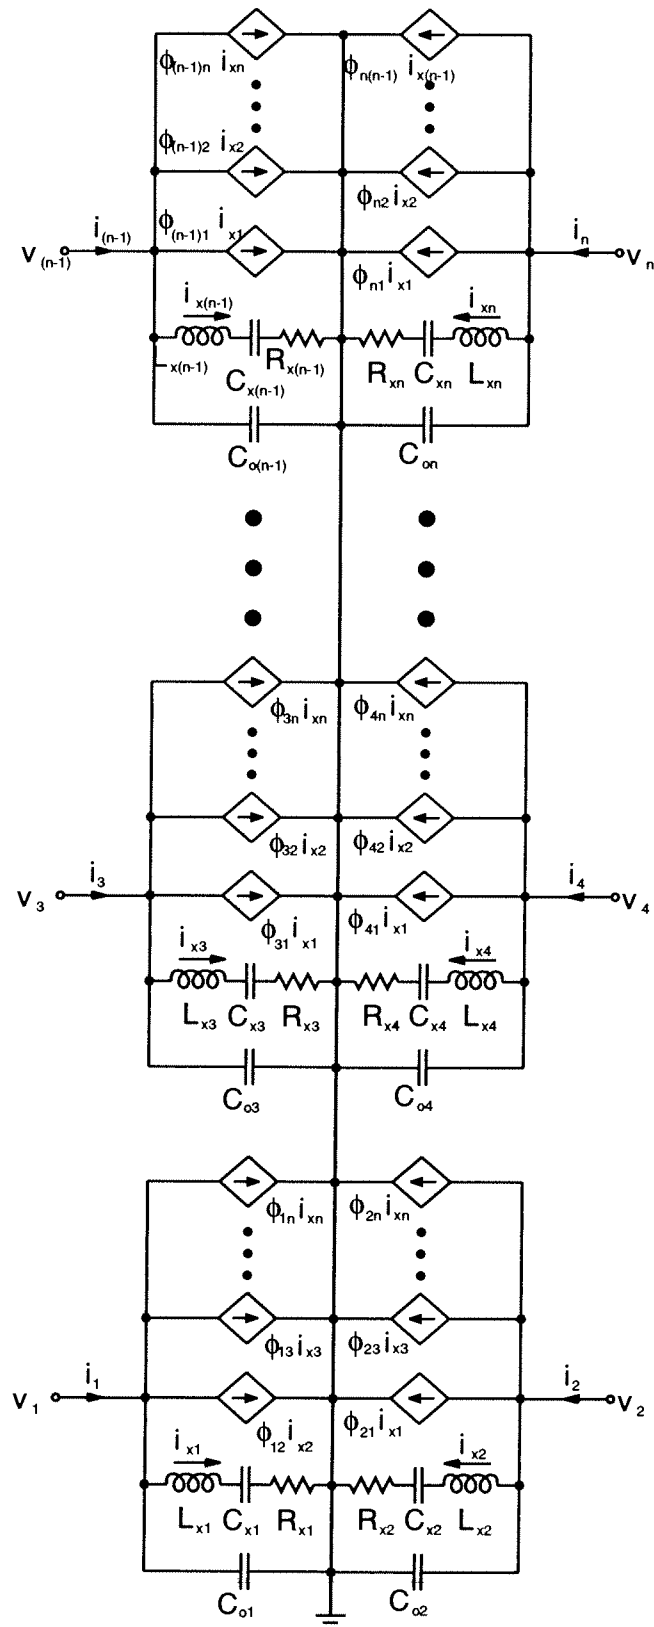 ϕ(n-1)n ixn ϕn(n-1) ix(n-1)
ϕ(n-1)2 ix2 ϕn2 ix2
ϕ(n-1)1 ix1 ϕn1 ix1
V(n-1) i(n-1) in Vn
ix(n-1) ixn
x(n-1) Cx(n-1) Rx(n-1) Rxn Cxn Lxn
Co(n-1) Con
ϕ3n ixn ϕ4n ixn
ϕ32 ix2 ϕ42 ix2
V3 i3 i4 V4
ϕ31 ix1 ϕ41 ix1
ix3 ix4
Lx3 Cx3 Rx3 Rx4 Cx4 Lx4
Co3 Co4
ϕ1n ixn ϕ2n ixn
ϕ13 ix3 ϕ23 ix3
V1 i1 i2 V2
ϕ12 ix2 ϕ21 ix1
ix1 ix2
Lx1 Cx1 Rx1 Rx2 Cx2 Lx2
Co1 Co2